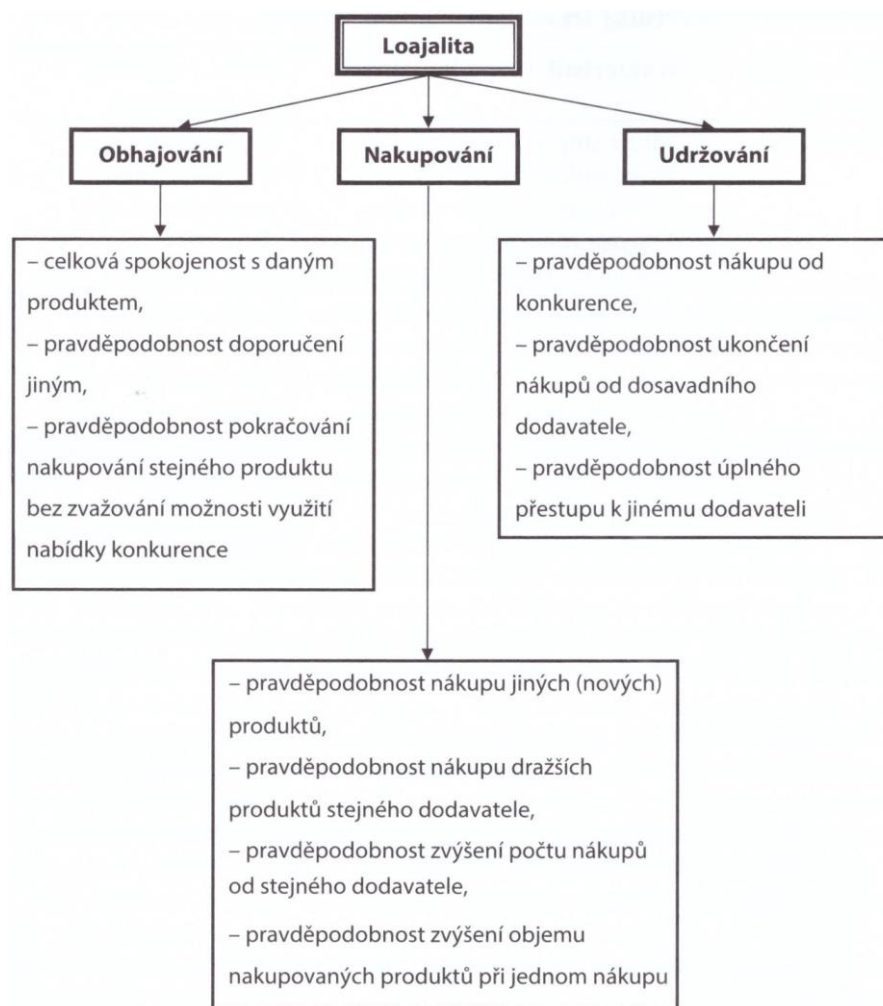 Loajalita
Obhajování
Nakupování
Udržování
– celková spokojenost s daným
produktem,
– pravděpodobnost doporučení
jiným,
– pravděpodobnost pokračování
nakupování stejného produktu
bez zvažování možnosti využití
nabídky konkurence
– pravděpodobnost nákupu od
konkurence,
– pravděpodobnost ukončení
nákupů od dosavadního
dodavatele,
– pravděpodobnost úplného
přestupu k jinému dodavateli
– pravděpodobnost nákupu jiných (nových)
produktů,
– pravděpodobnost nákupu dražších
produktů stejného dodavatele,
– pravděpodobnost zvýšení počtu nákupů
od stejného dodavatele,
– pravděpodobnost zvýšení objemu
nakupovaných produktů při jednom nákupu